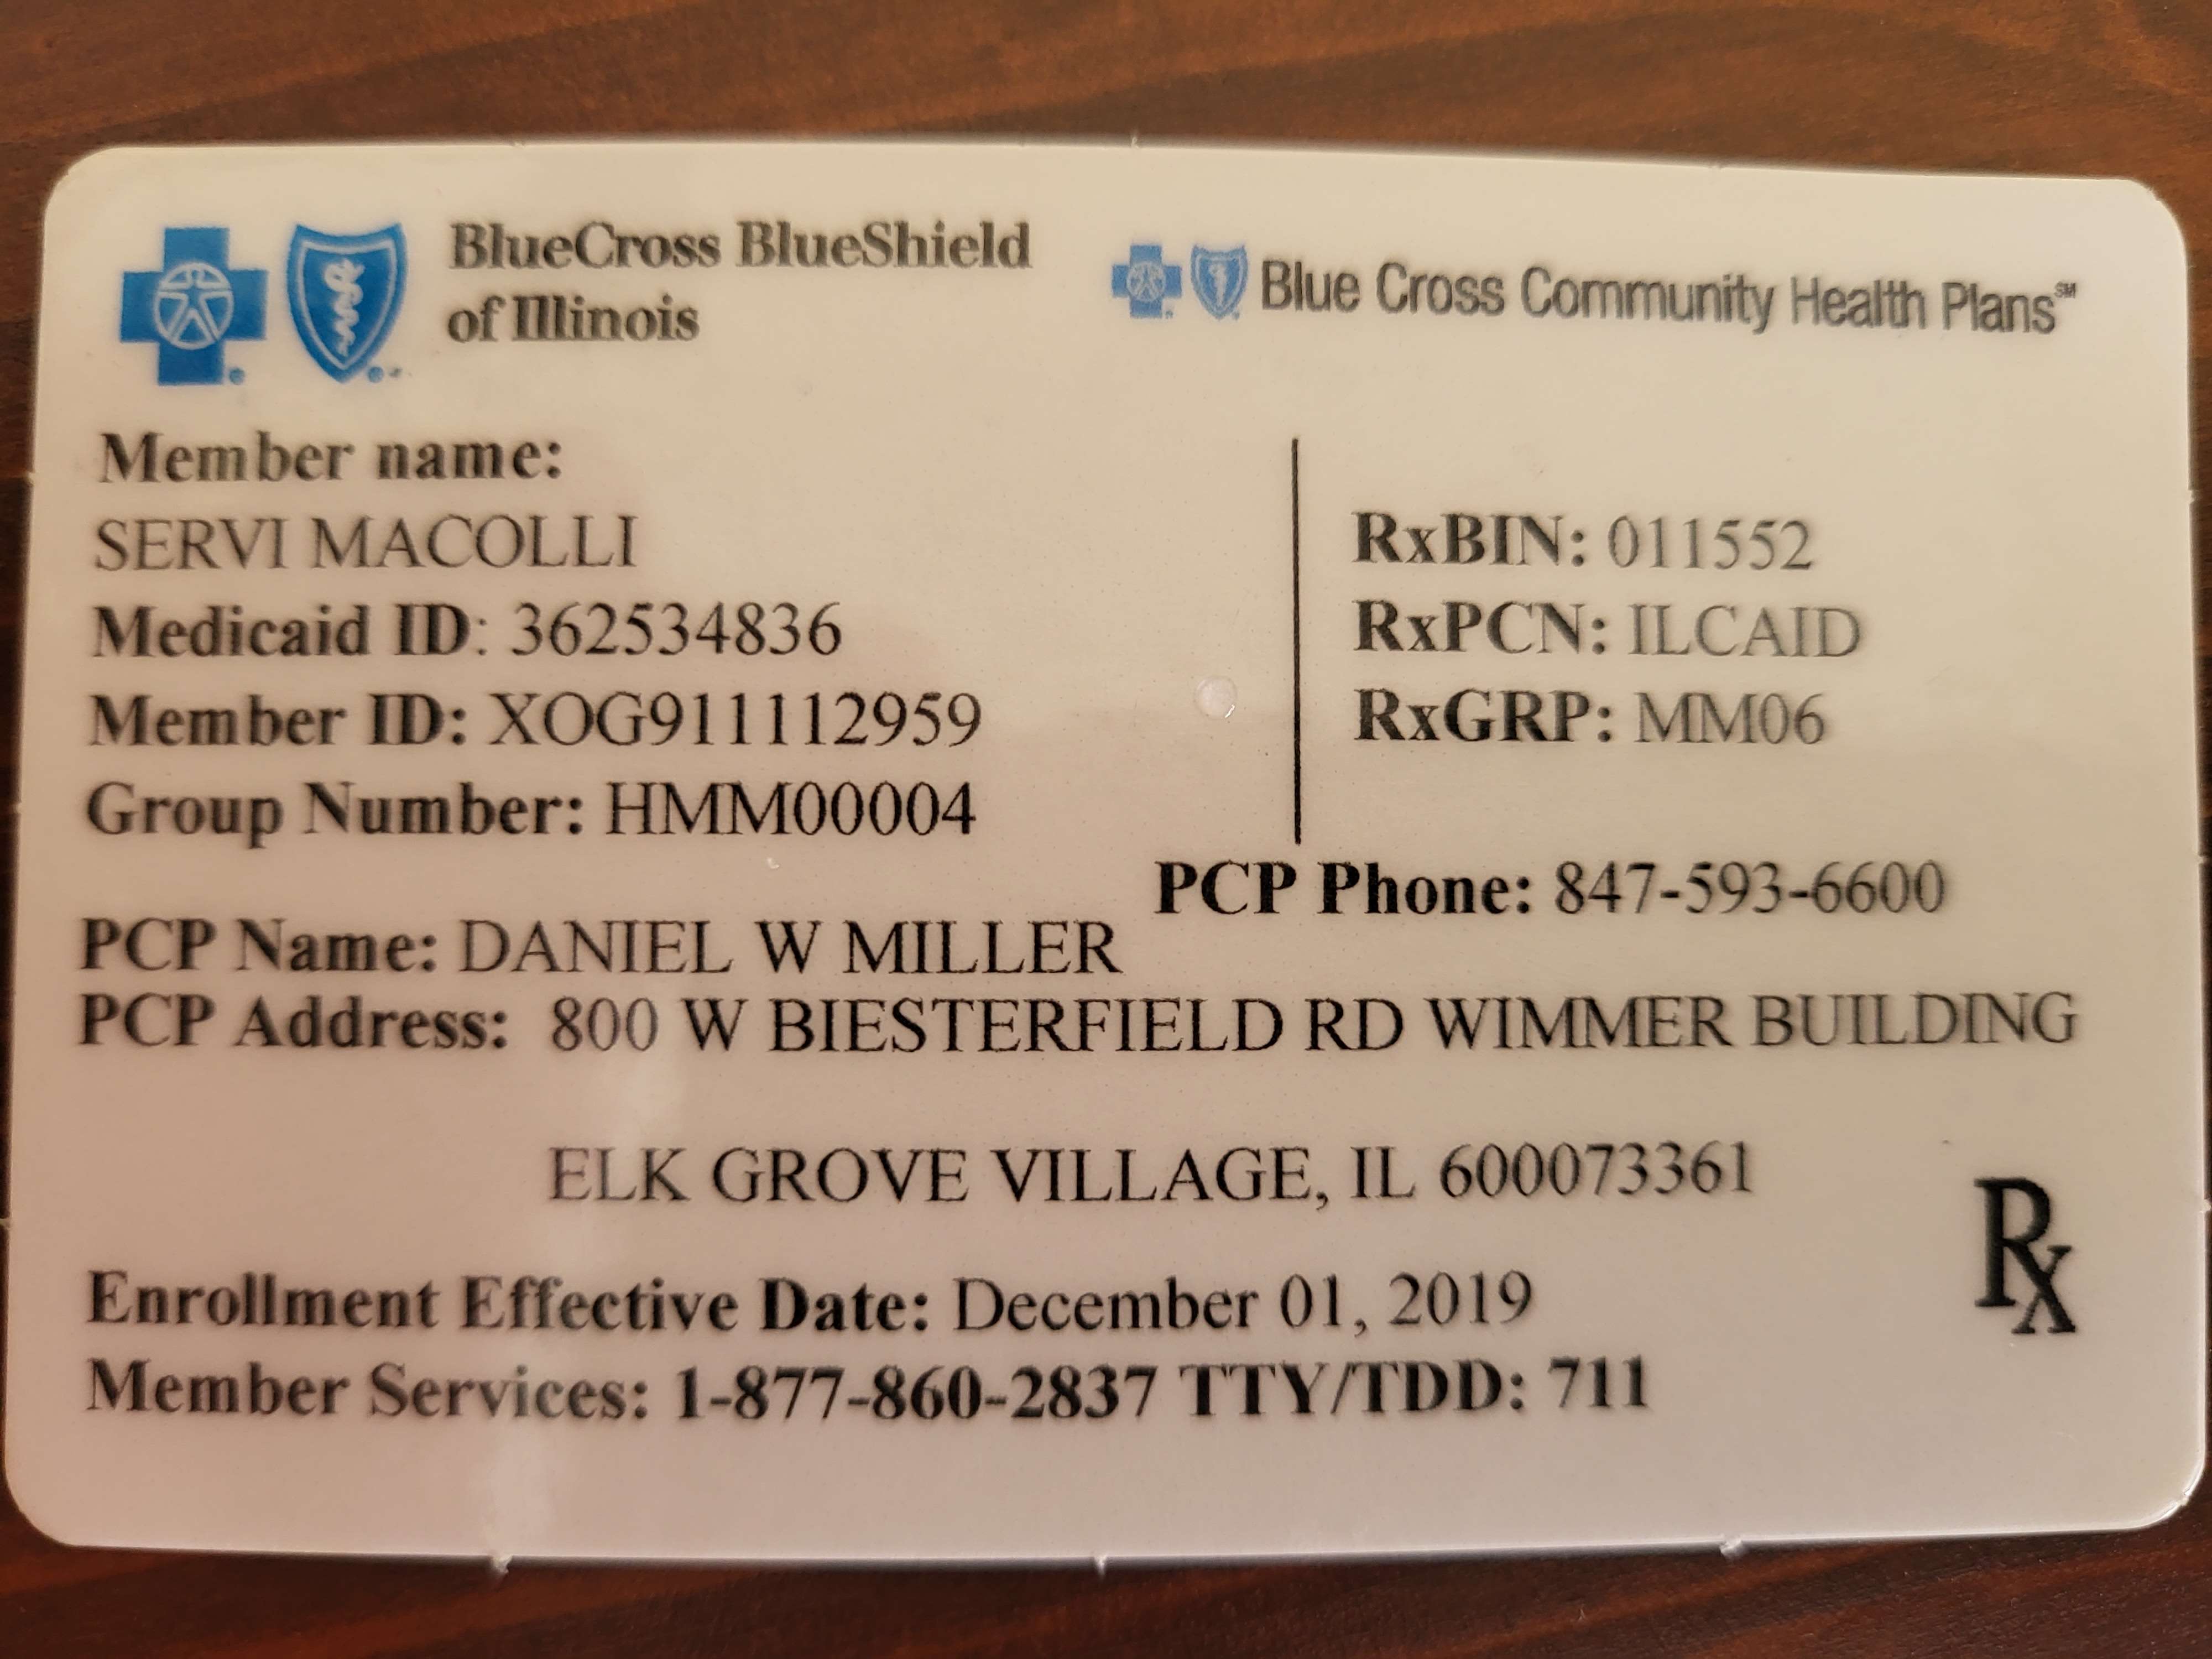 BlueCross BlueShield
of Illinois
Blue Cross Community Health Plans℠
Member name:
SERVI MACOLLI
Medicaid ID: 362534836
Member ID: XOG911112959
Group Number: HMM00004
RxBIN: 011552
RxPCN: ILCAID
RxGRP: MM06
PCP Phone: 847-593-6600
PCP Name: DANIEL W MILLER
PCP Address: 800 W BIESTERFIELD RD WIMMER BUILDING
ELK GROVE VILLAGE, IL 600073361
Rx
Enrollment Effective Date: December 01, 2019
Member Services: 1-877-860-2837 TTY/TDD: 711